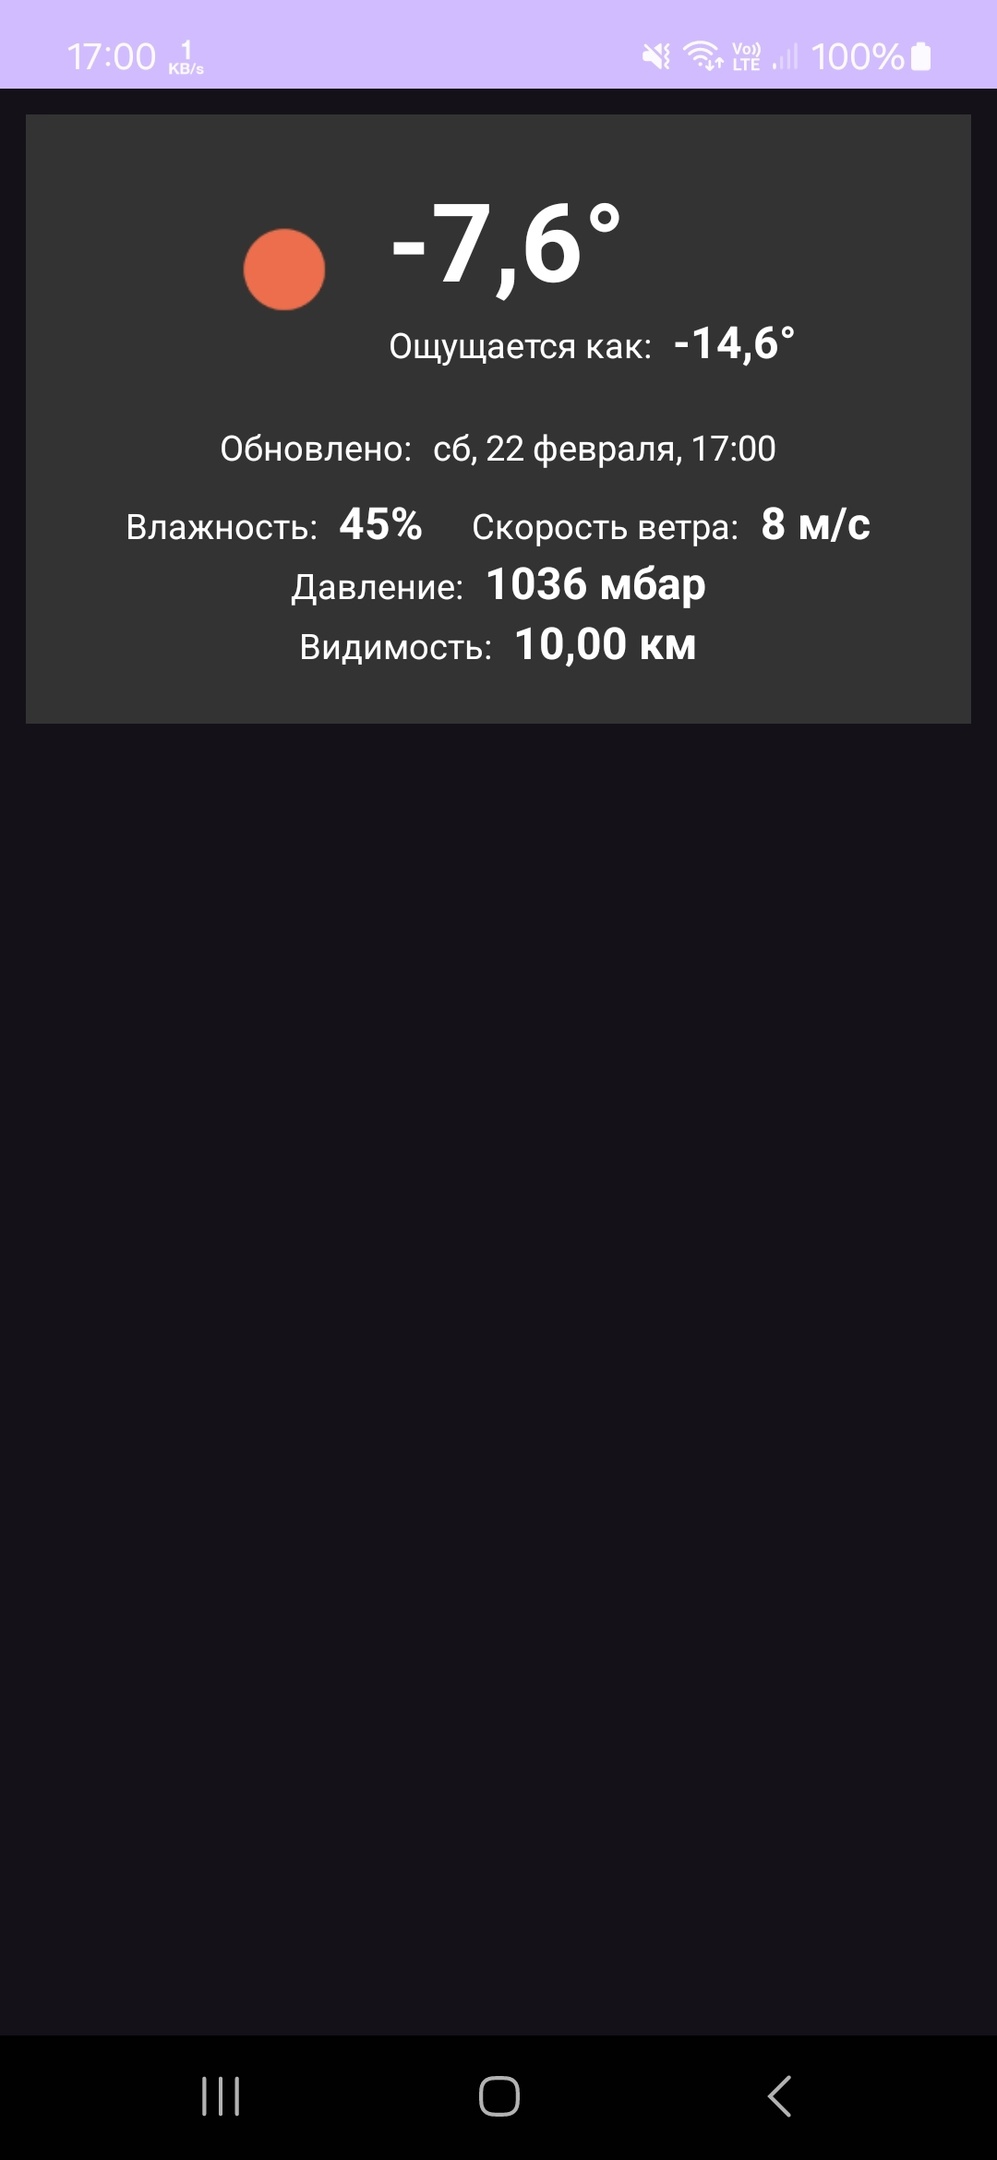 17:00 1 KB/s Vo)) LTE 100%
-7,6°
Ощущается как: -14,6°
Обновлено: сб, 22 февраля, 17:00
Влажность: 45% Скорость ветра: 8 м/с
Давление: 1036 мбар
Видимость: 10,00 км